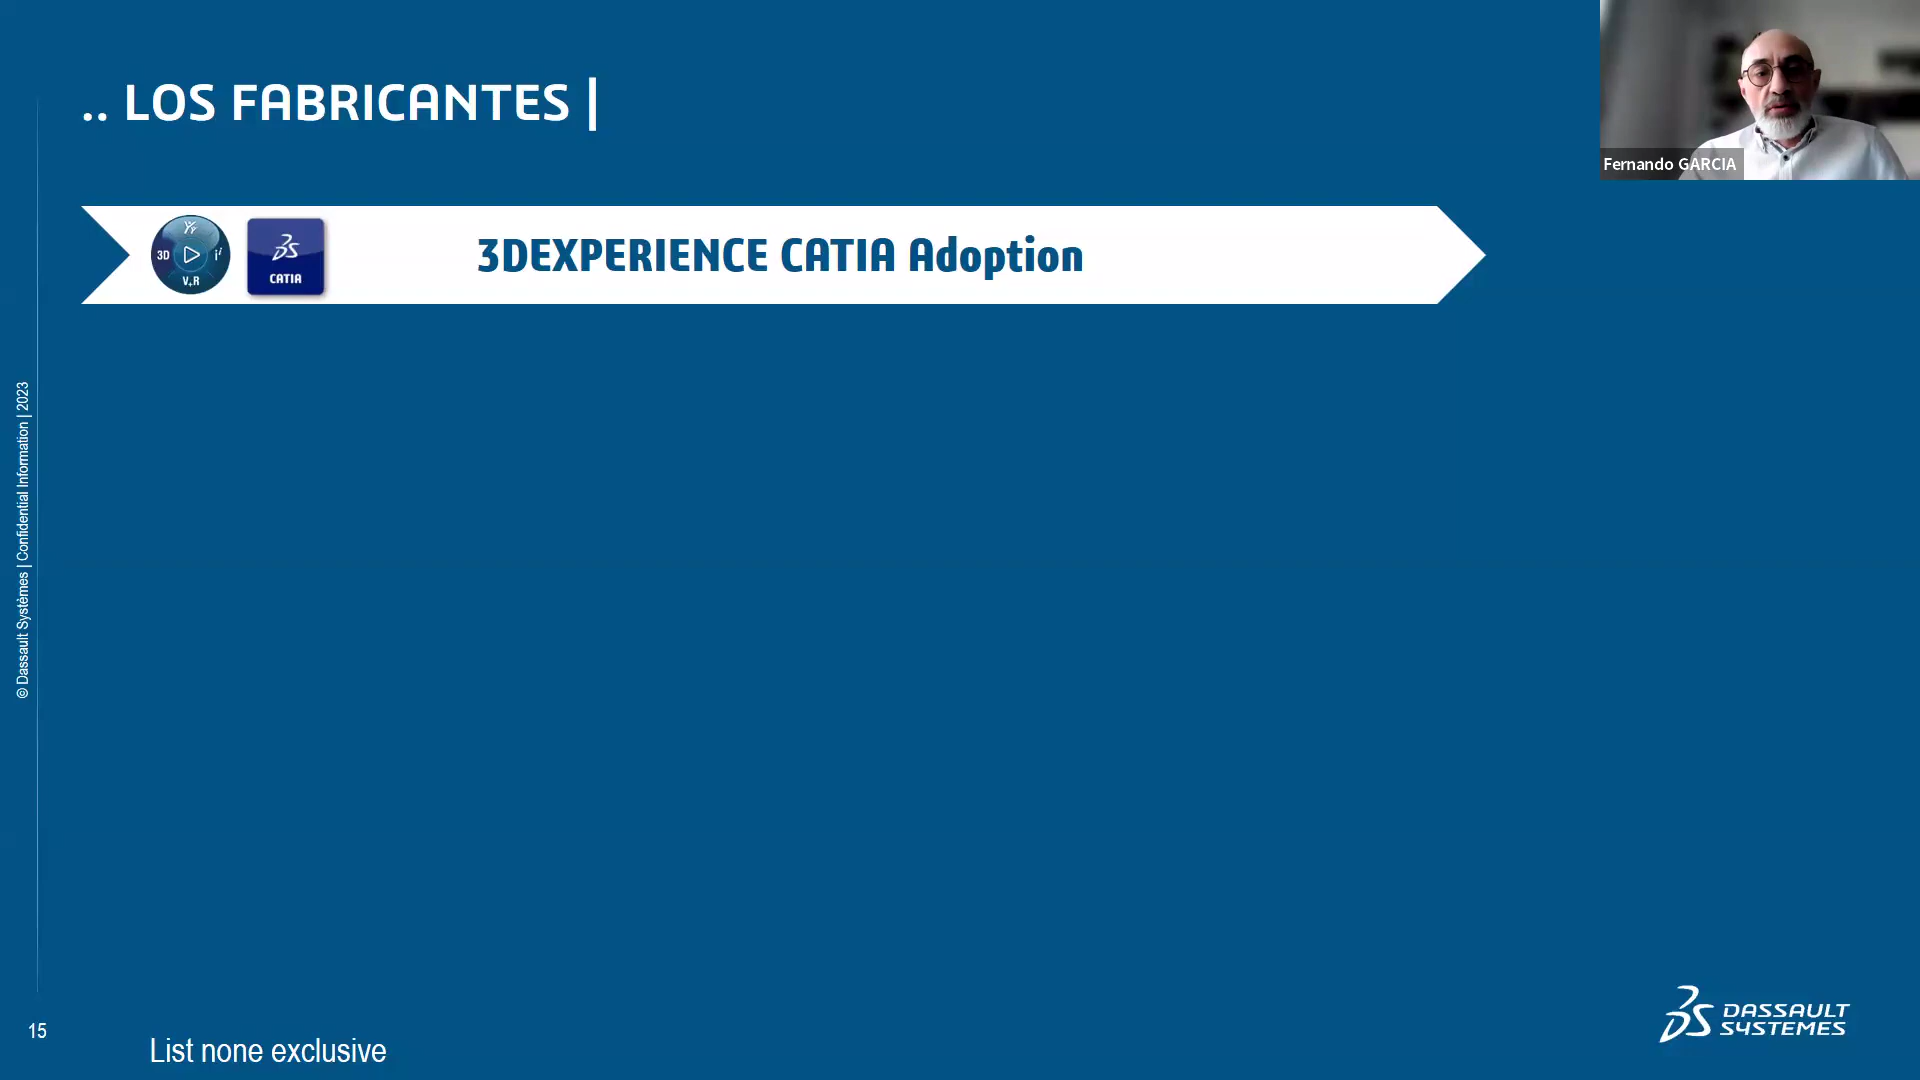 .. LOS FABRICANTES |
Fernando GARCIA
3D
V,R
i
CATIA
3DEXPERIENCE CATIA Adoption
© Dassault Systèmes | Confidential Information | 2023
15
List none exclusive
DASSAULT
SYSTEMES